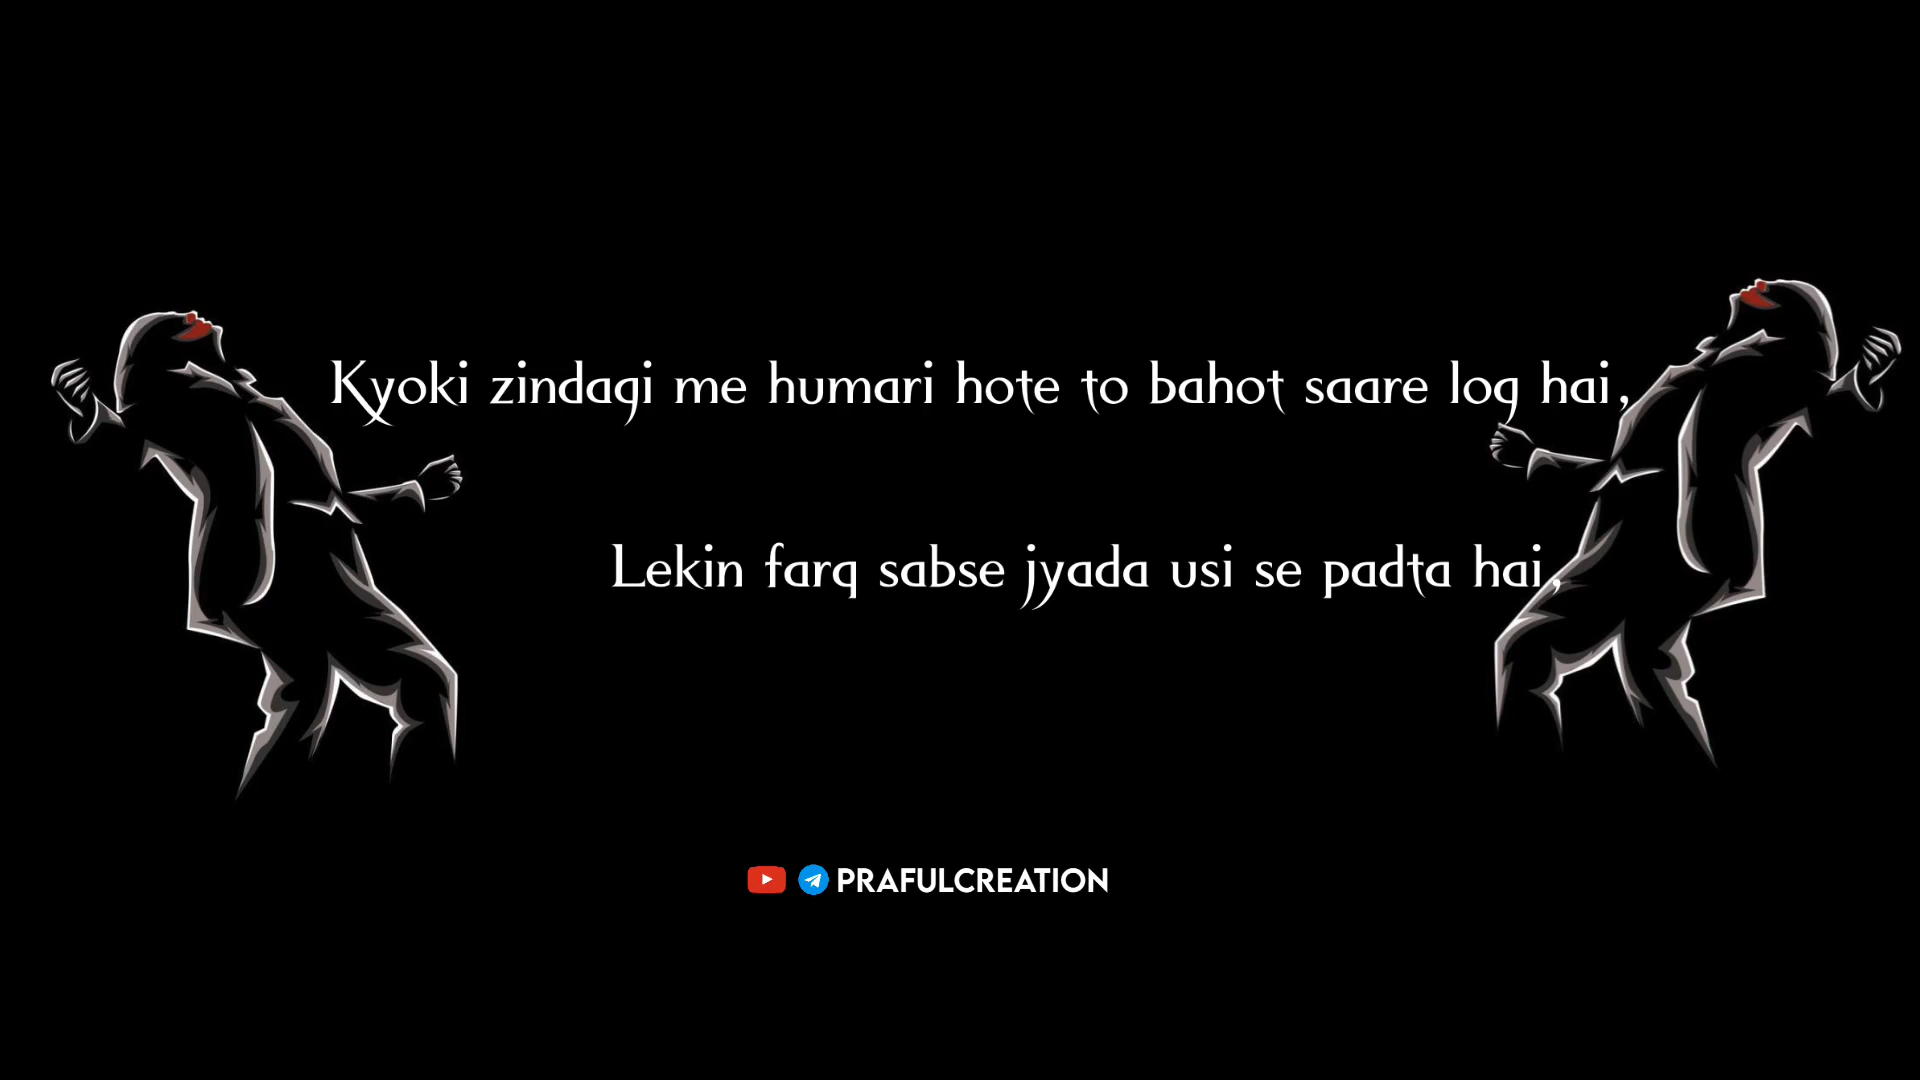 Kyoki zindagi me humari hote to bahot saare log hai,
Lekin farq sabse jyada usi se padta hai,
PRAFULCREATION